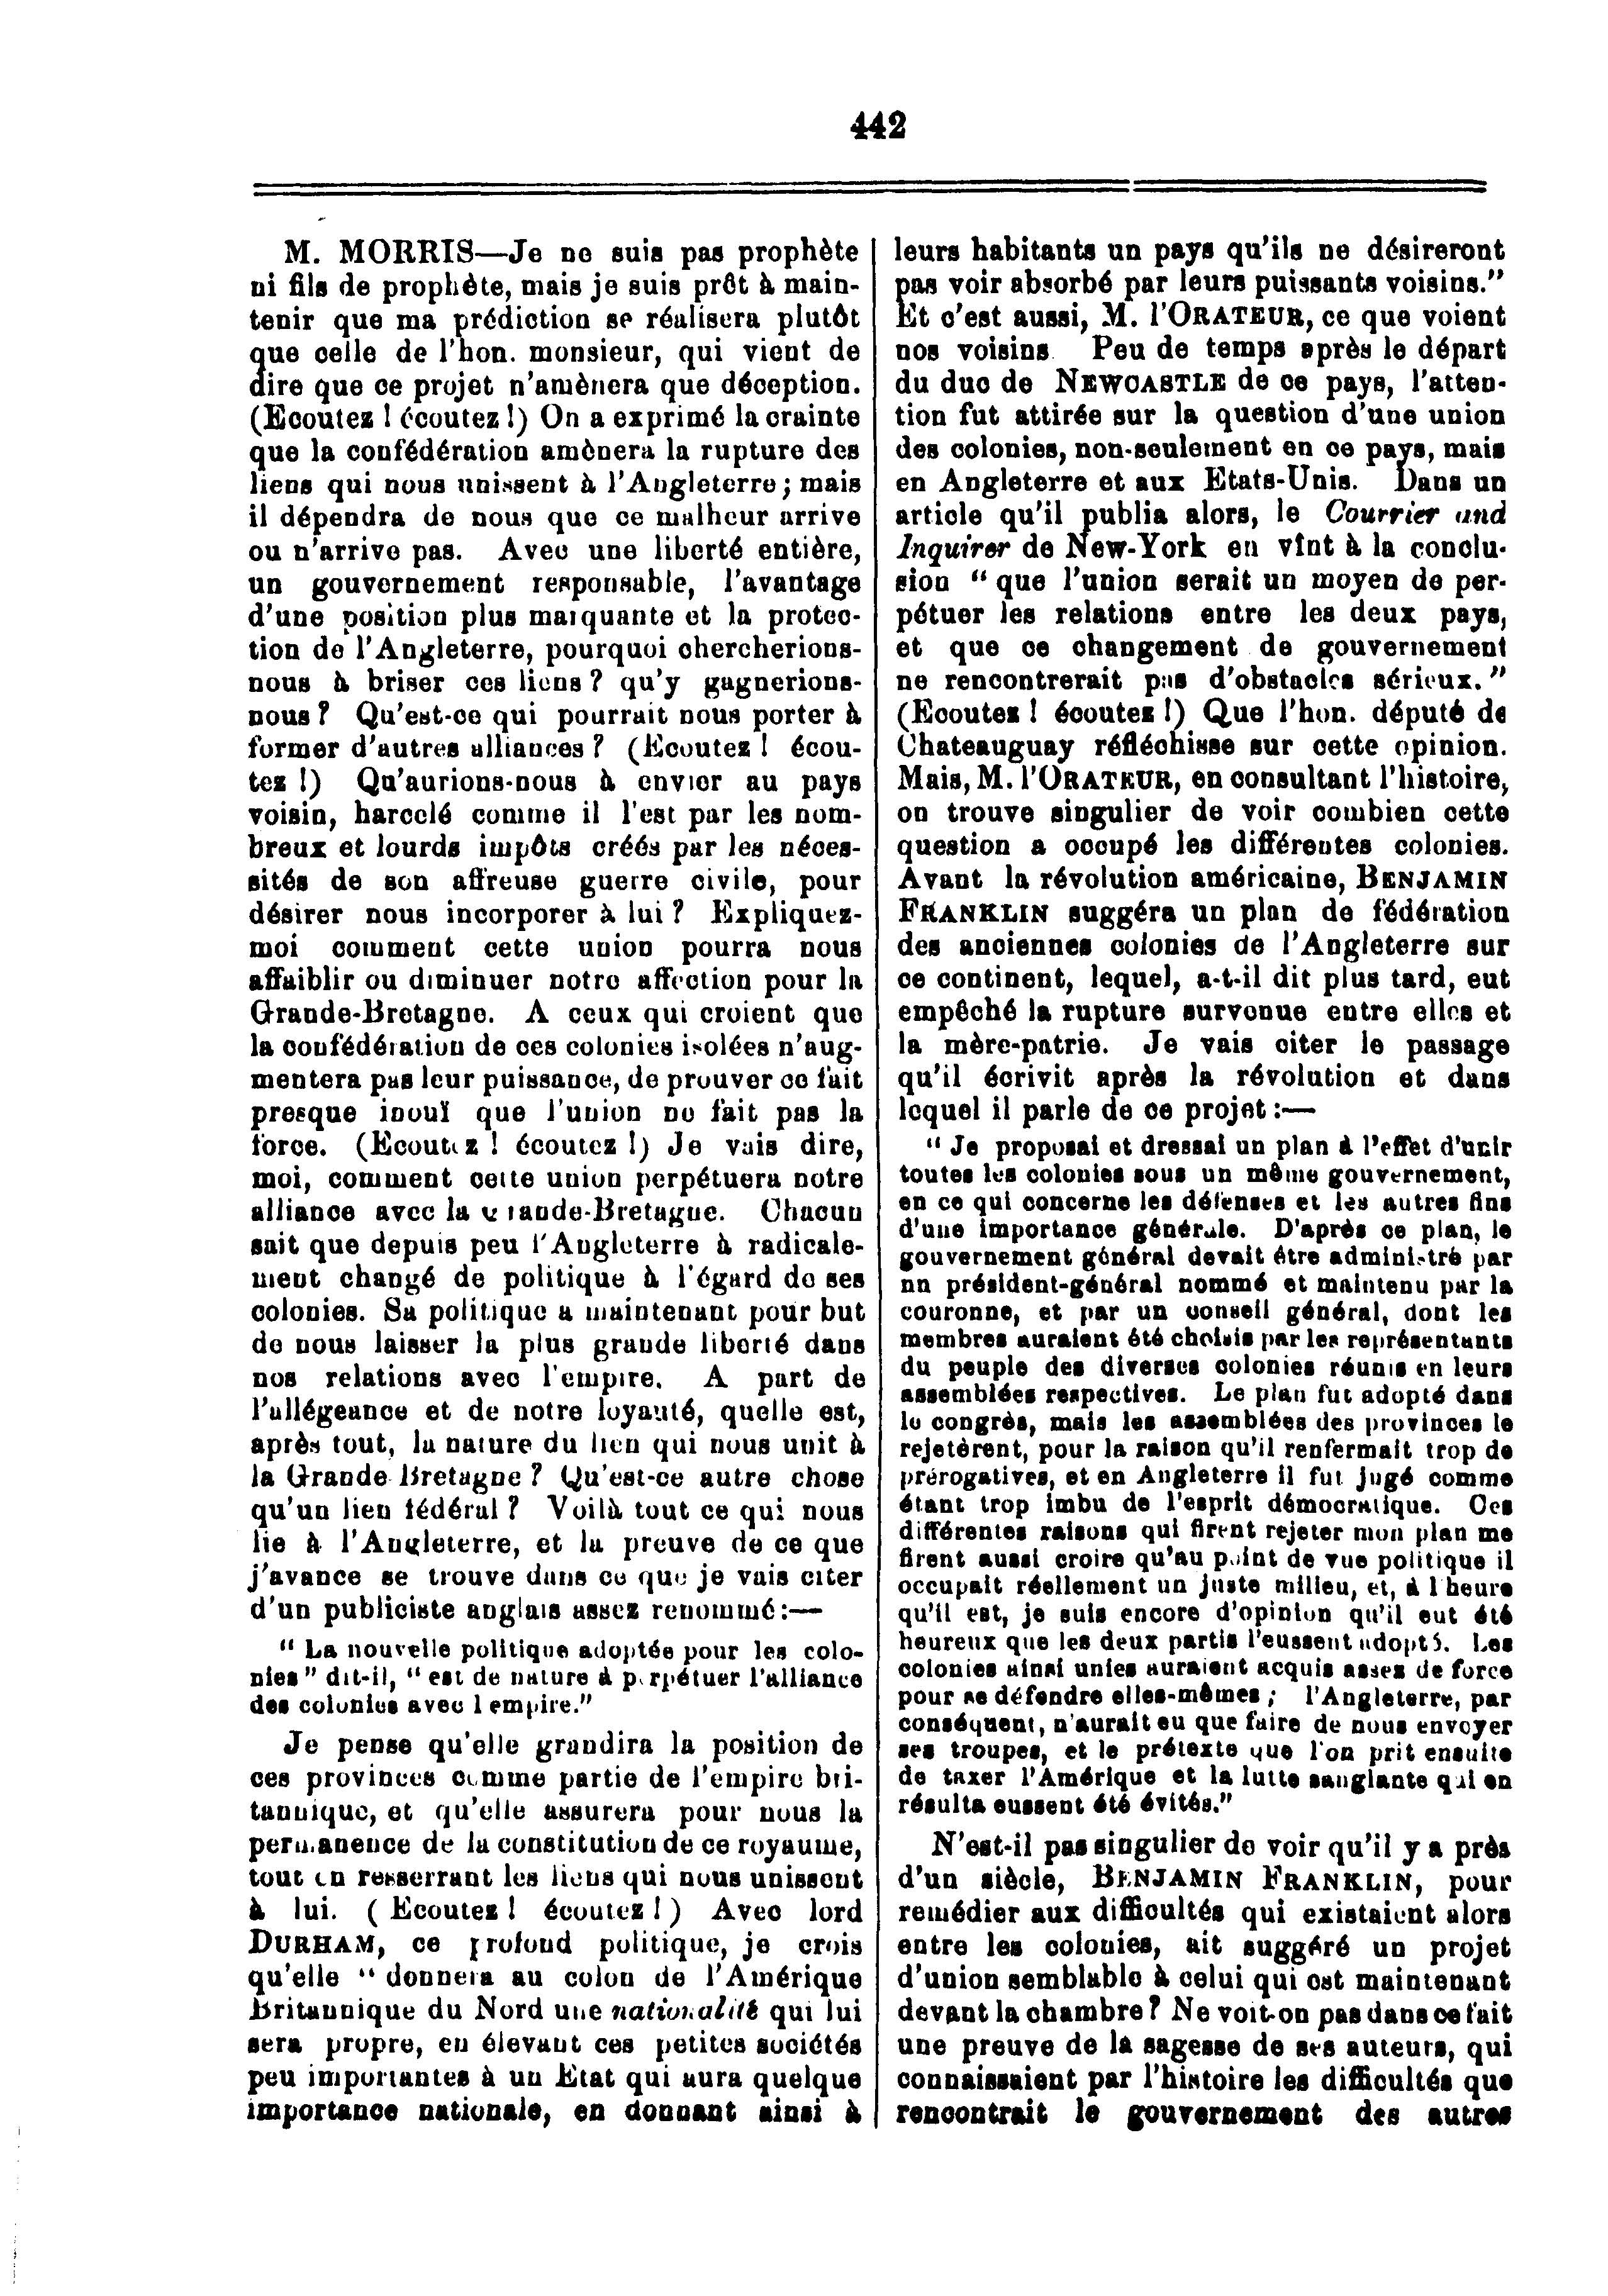 442
M. MORRIS—Je ne suis pas prophète
ni fils de prophète, mais je suis prêt à main-
tenir que ma prédiction se réalisera plutôt
que celle de l'hon. monsieur, qui vient de
dire que ce projet n'amènera que déception.
(Ecoutez ! écoutez !) On a exprimé la crainte
que la confédération amènera la rupture des
liens qui nous unissent à l'Angleterre ; mais
il dépendra de nous que ce malheur arrive
ou n'arrive pas. Avec une liberté entière,
un gouvernement responsable, l'avantage
d'une position plus marquante et la protec-
tion de l'Angleterre, pourquoi chercherions-
nous à briser ces liens ? qu'y gagnerions-
nous ? Qu'est-ce qui pourrait nous porter à
former d'autres alliances ? (Ecoutez ! écou-
tez !) Qu'aurions-nous à envier au pays
voisin, harcelé comme il l'est par les nom-
breux et lourds impôts créés par les néces-
sités de son affreuse guerre civile, pour
désirer nous incorporer à lui ? Expliquez-
moi comment cette union pourra nous
affaiblir ou diminuer notre affection pour la
Grande-Bretagne. A ceux qui croient que
la confédération de ces colonies isolées n'aug-
mentera pas leur puissance, de prouver ce fait
presque inouï que l'union ne fait pas la
force. (Ecoutez ! écoutez !) Je vais dire,
moi, comment cette union perpétuera notre
alliance avec la Grande-Bretagne. Chacun
sait que depuis peu l'Angleterre à radicale-
ment changé de politique à l'égard de ses
colonies. Sa politique a maintenant pour but
de nous laisser la plus grande liberté dans
nos relations avec l'empire. A part de
l'allégeance et de notre loyauté, quelle est,
après tout, la nature du lien qui nous unit à
la Grande-Bretagne ? Qu'est-ce autre chose
qu'un lien fédéral ? Voilà tout ce qui nous
lie à l'Angleterre, et la preuve de ce que
j'avance se trouve dans ce que je vais citer
d'un publiciste anglais assez renommé :—
" La nouvelle politique adoptée pour les colo-
nies " dit-il, " est de nature à perpétuer l'alliance
des colonies avec l empire."
Je pense qu'elle grandira la position de
ces provinces comme partie de l'empire bri-
tannique, et qu'elle assurera pour nous la
permanence de la constitution de ce royaume,
tout en resserrant les liens qui nous unissent
à lui. ( Ecoutez ! écoutez ! ) Avec lord
DURHAM, ce profond politique, je crois
qu'elle " donnera au colon de l'Amérique
Britannique du Nord une nationalité qui lui
sera propre, en élevant ces petites sociétés
peu importantes à un Etat qui aura quelque
importance nationale, en donnant ainsi à
leurs habitants un pays qu'ils ne désireront
pas voir absorbé par leurs puissants voisins."
Et c'est aussi, M. l'ORATEUR, ce que voient
nos voisins Peu de temps après le départ
du duc de NEWCASTLE de ce pays, l'atten-
tion fut attirée sur la question d'une union
des colonies, non-seulement en ce pays, mais
en Angleterre et aux Etats-Unis. Dans un
article qu'il publia alors, le Courrier and
Inquirer de New-York en vînt à la conclu-
sion " que l'union serait un moyen de per-
pétuer les relations entre les deux pays,
et que ce changement de gouvernement
ne rencontrerait pas d'obstacles sérieux."
(Ecoutez ! écoutez !) Que l'hon. député de
Chateauguay réfléchisse sur cette opinion.
Mais, M. l'ORATEUR, en consultant l'histoire,
on trouve singulier de voir combien cette
question a occupé les différentes colonies.
Avant la révolution américaine, BENJAMIN
FRANKLIN suggéra un plan de fédération
des anciennes colonies de l'Angleterre sur
ce continent, lequel, a-t-il dit plus tard, eut
empêché la rupture survenue entre elles et
la mère-patrie. Je vais citer le passage
qu'il écrivit après la révolution et dans
lequel il parle de ce projet :—
" Je proposai et dressai un plan à l'effet d'unir
toutes les colonies sous un même gouvernement,
en ce qui concerne les défenses et les autres fins
d'une importance générale. D'après ce plan, le
gouvernement général devait être administré par
nn président-général nommé et maintenu par la
couronne, et par un conseil général, dont les
membres auraient été choisis par les représentants
du peuple des diverses colonies réunis en leurs
assemblées respectives. Le plan fut adopté dans
le congrès, mais les assemblées des provinces le
rejetèrent, pour la raison qu'il renfermait trop de
prérogatives, et en Angleterre il fut jugé comme
étant trop imbu de l'esprit démocratique. Ces
différentes raisons qui firent rejeter mon plan me
firent aussi croire qu'au point de vue politique il
occupait réellement un juste milieu, et, à l heure
qu'il est, je suis encore d'opinion qu'il eut été
heureux que les deux partis l'eussent adopté. Les
colonies ainsi unies auraient acquis assez de force
pour se défendre elles-mêmes ; l'Angleterre, par
conséquent, n'aurait eu que faire de nous envoyer
ses troupes, et le prétexte que l'on prit ensuite
de taxer l'Amérique et la lutte sanglante qui en
résulta eussent été évités."
N'est-il pas singulier de voir qu'il y a près
d'un siècle, BENJAMIN FRANKLIN, pour
remédier aux difficultés qui existaient alors
entre les colonies, ait suggéré un projet
d'union semblable à celui qui est maintenant
devant la chambre ? Ne voit-on pas dans ce fait
une preuve de la sagesse de ses auteurs, qui
connaissaient par l'histoire les difficultés que
rencontrait le gouvernement des autres